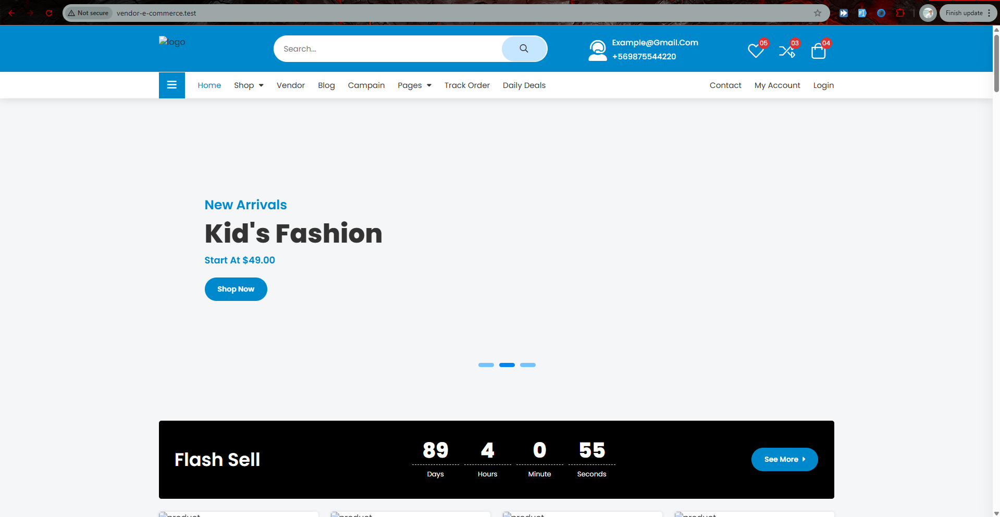 Not secure
vendor-e-commerce.test
Finish update
logo
Search...
Example@Gmail.Com
+569875544220
05
03
04
Home
Shop
Vendor
Blog
Campain
Pages
Track Order
Daily Deals
Contact
My Account
Login
New Arrivals
Kid's Fashion
Start At $49.00
Shop Now
Flash Sell
89
4
0
55
Days
Hours
Minute
Seconds
See More
product
product
product
product